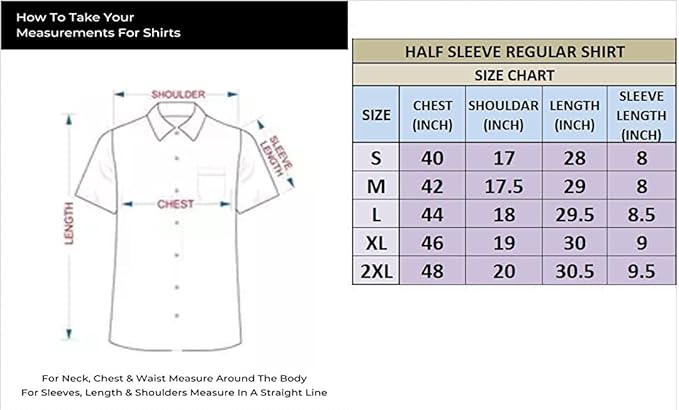 How To Take Your
Measurements For Shirts
SHOULDER
SLEEVE
LENGTH
CHEST
LENGTH
For Neck, Chest & Waist Measure Around The Body
For Sleeves, Length & Shoulders Measure In A Straight Line
HALF SLEEVE REGULAR SHIRT
SIZE CHART
SIZE CHEST (INCH) SHOULDAR (INCH) LENGTH (INCH) SLEEVE LENGTH (INCH)
S 40 17 28 8
M 42 17.5 29 8
L 44 18 29.5 8.5
XL 46 19 30 9
2XL 48 20 30.5 9.5